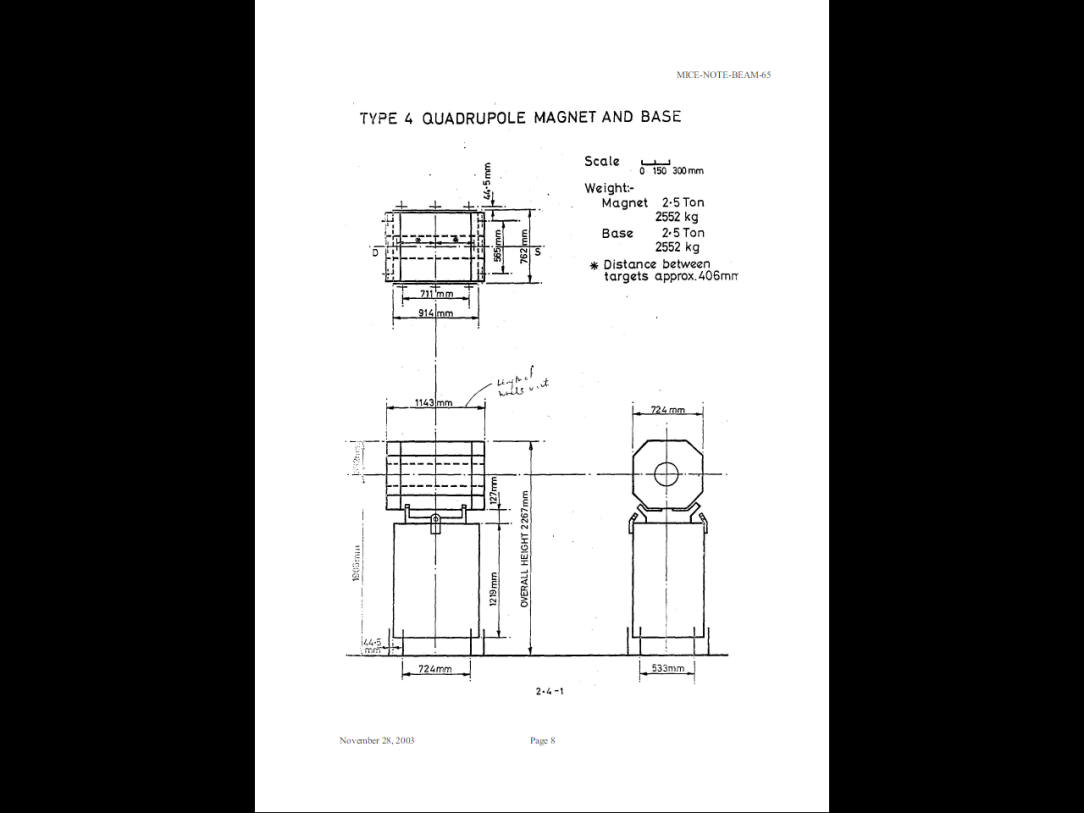 MICE-NOTE-BEAM-65
TYPE 4 QUADRUPOLE MAGNET AND BASE
Scale
0 150 300mm
Weight:-
Magnet 2·5 Ton
2552 kg
Base 2·5 Ton
2552 kg
* Distance between
targets approx. 406mm
44·5mm
565mm
762mm
D
*
*
S
711mm
914mm
1143mm
724mm
127mm
OVERALL HEIGHT 2267mm
1219mm
44·5
mm
724mm
533mm
2·4-1
November 28, 2003
Page 8